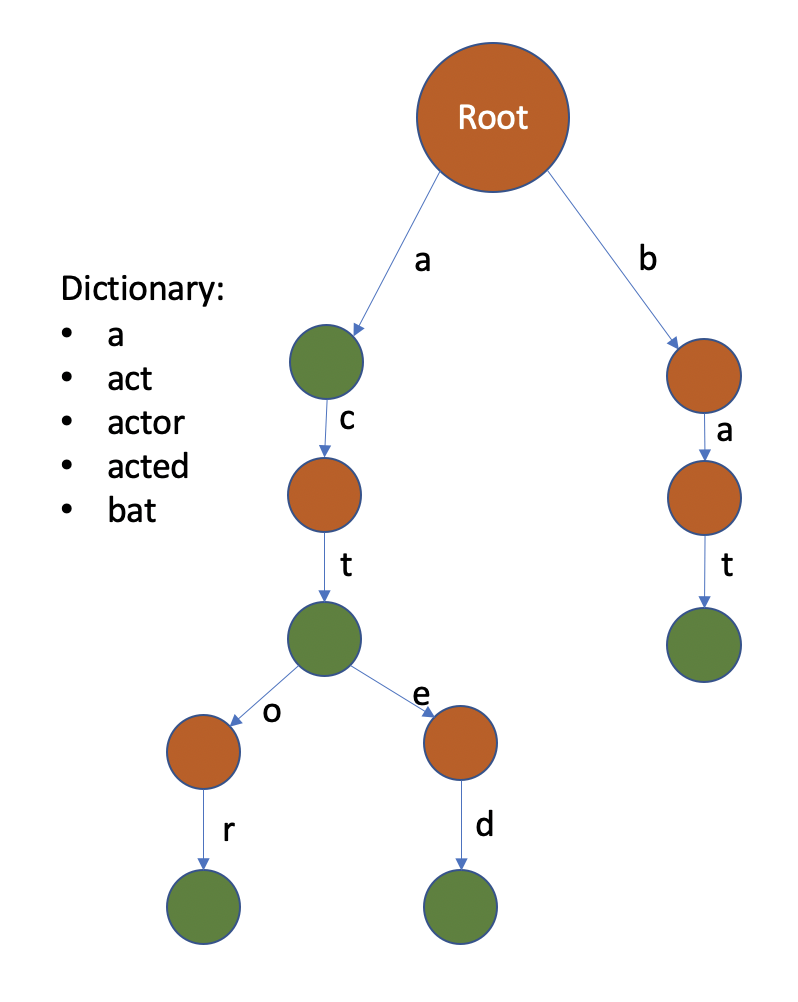 Root
a
b
Dictionary:
• a
• act
• actor
• acted
• bat
c
a
t
t
o
e
r
d